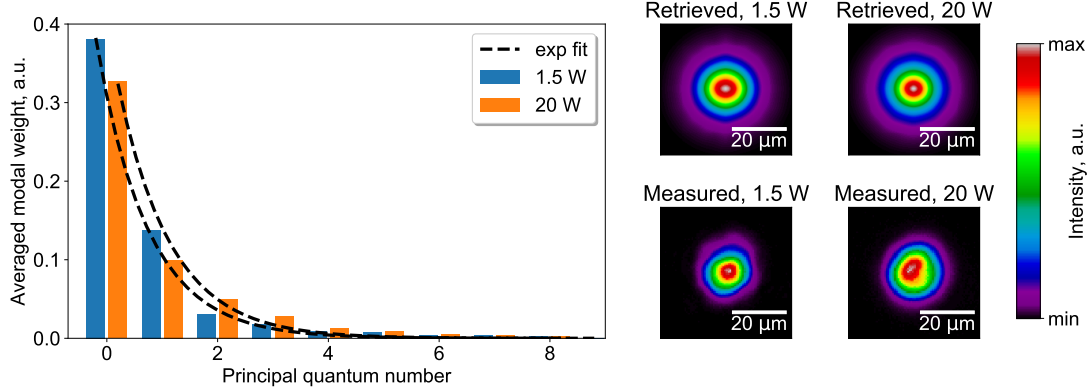 Averaged modal weight, a.u.
0.4
0.3
0.2
0.1
0.0
0
2
4
6
8
Principal quantum number
exp fit
1.5 W
20 W
Retrieved, 1.5 W
20 µm
Retrieved, 20 W
20 µm
Measured, 1.5 W
20 µm
Measured, 20 W
20 µm
max
min
Intensity, a.u.